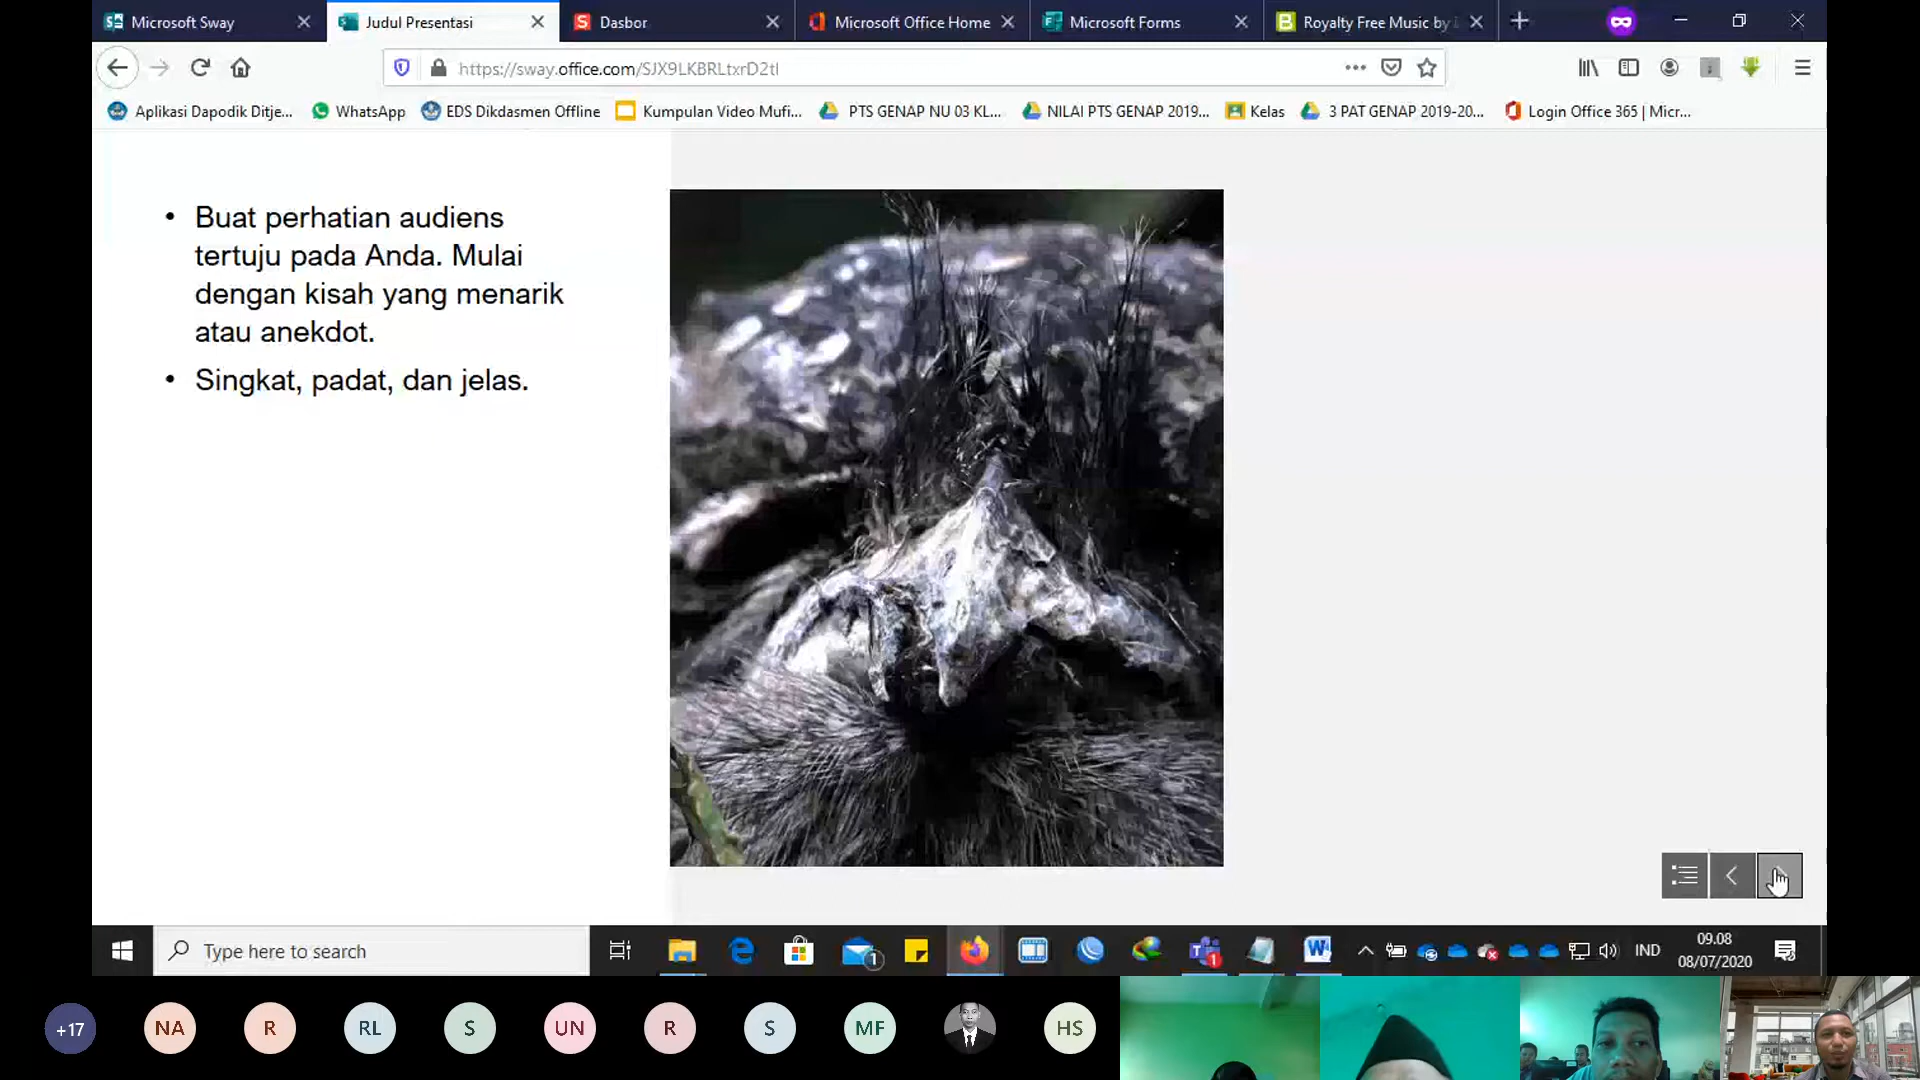 Microsoft Sway
Judul Presentasi
Dasbor
Microsoft Office Home
Microsoft Forms
Royalty Free Music by
https://sway.office.com/SJX9LKBRLtxrD2tl
Aplikasi Dapodik Ditje...
WhatsApp
EDS Dikdasmen Offline
Kumpulan Video Mufi...
PTS GENAP NU 03 KL...
NILAI PTS GENAP 2019...
Kelas
3 PAT GENAP 2019-20...
Login Office 365 | Micr...
• Buat perhatian audiens
tertuju pada Anda. Mulai
dengan kisah yang menarik
atau anekdot.
• Singkat, padat, dan jelas.
Type here to search
1
1
IND
09.08
08/07/2020
+17
NA
R
RL
S
UN
R
S
MF
HS